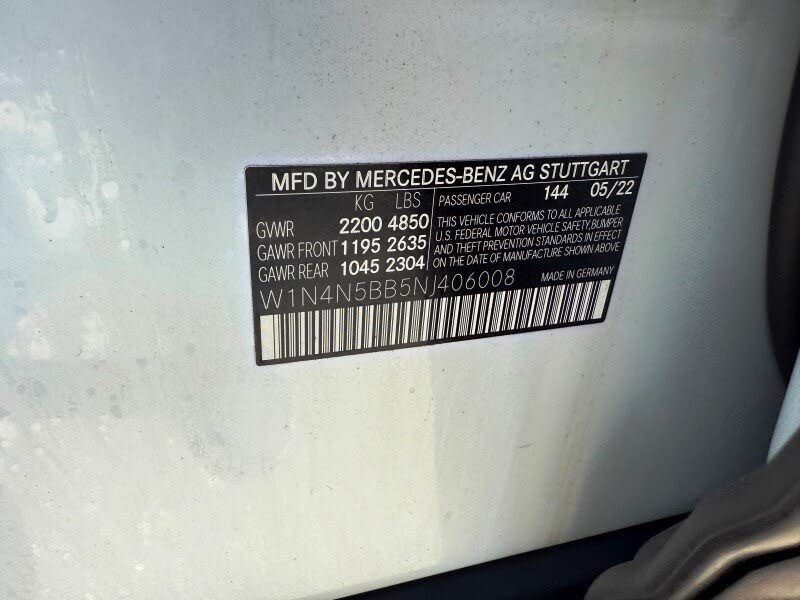 MFD BY MERCEDES-BENZ AG STUTTGART
KG LBS
GVWR 2200 4850
GAWR FRONT 1195 2635
GAWR REAR 1045 2304
PASSENGER CAR 144 05/22
THIS VEHICLE CONFORMS TO ALL APPLICABLE
U.S. FEDERAL MOTOR VEHICLE SAFETY,BUMPER
AND THEFT PREVENTION STANDARDS IN EFFECT
ON THE DATE OF MANUFACTURE SHOWN ABOVE
W1N4N5BB5NJ406008
MADE IN GERMANY